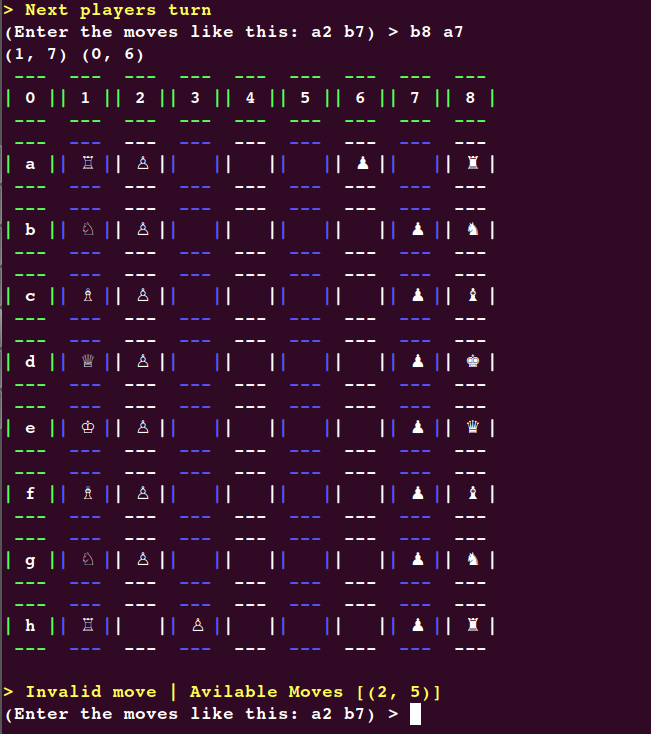 > Next players turn
(Enter the moves like this: a2 b7) > b8 a7
(1, 7) (0, 6)
--- --- --- --- --- --- --- --- ---
| 0 || 1 || 2 || 3 || 4 || 5 || 6 || 7 || 8 |
--- --- --- --- --- --- --- --- ---
--- --- --- --- --- --- --- --- ---
| a || ♖ || ♙ ||   ||   ||   || ♟ ||   || ♜ |
--- --- --- --- --- --- --- --- ---
--- --- --- --- --- --- --- --- ---
| b || ♘ || ♙ ||   ||   ||   ||   || ♟ || ♞ |
--- --- --- --- --- --- --- --- ---
--- --- --- --- --- --- --- --- ---
| c || ♗ || ♙ ||   ||   ||   ||   || ♟ || ♝ |
--- --- --- --- --- --- --- --- ---
--- --- --- --- --- --- --- --- ---
| d || ♕ || ♙ ||   ||   ||   ||   || ♟ || ♚ |
--- --- --- --- --- --- --- --- ---
--- --- --- --- --- --- --- --- ---
| e || ♔ || ♙ ||   ||   ||   ||   || ♟ || ♛ |
--- --- --- --- --- --- --- --- ---
--- --- --- --- --- --- --- --- ---
| f || ♗ || ♙ ||   ||   ||   ||   || ♟ || ♝ |
--- --- --- --- --- --- --- --- ---
--- --- --- --- --- --- --- --- ---
| g || ♘ || ♙ ||   ||   ||   ||   || ♟ || ♞ |
--- --- --- --- --- --- --- --- ---
--- --- --- --- --- --- --- --- ---
| h || ♖ ||   || ♙ ||   ||   ||   || ♟ || ♜ |
--- --- --- --- --- --- --- --- ---
> Invalid move | Avilable Moves [(2, 5)]
(Enter the moves like this: a2 b7) >